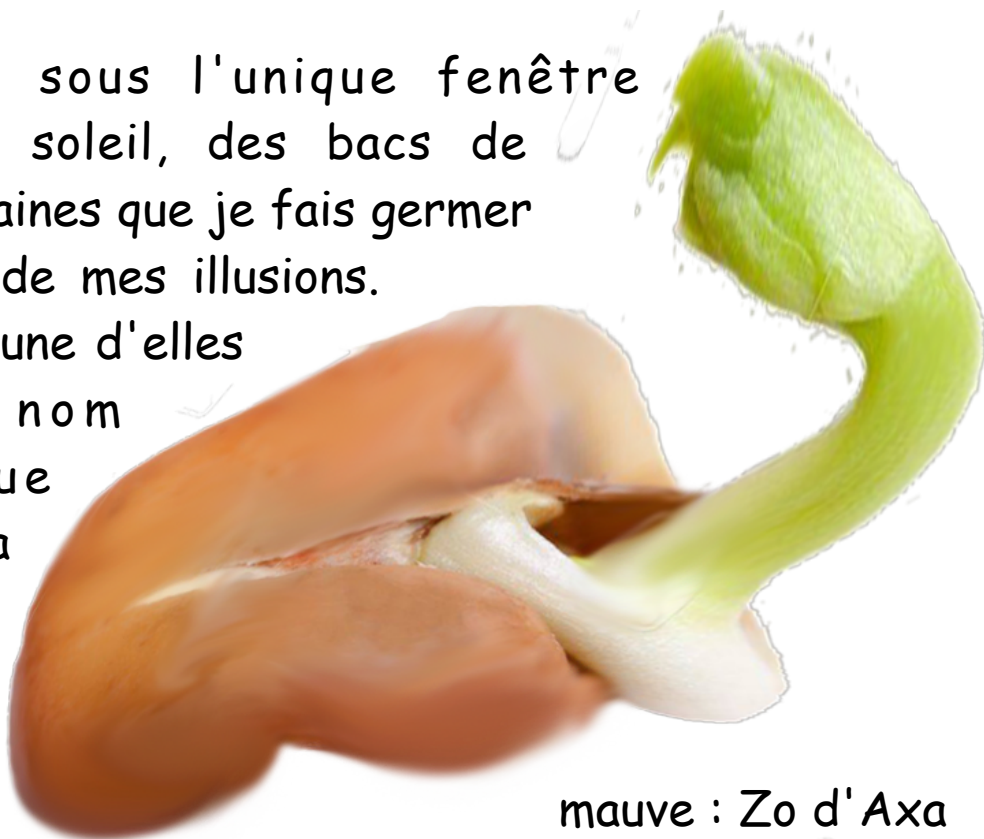 sous l'unique fenêtre
soleil, des bacs de
aines que je fais germer
de mes illusions.
une d'elles
nom
ue
a
mauve : Zo d'Axa